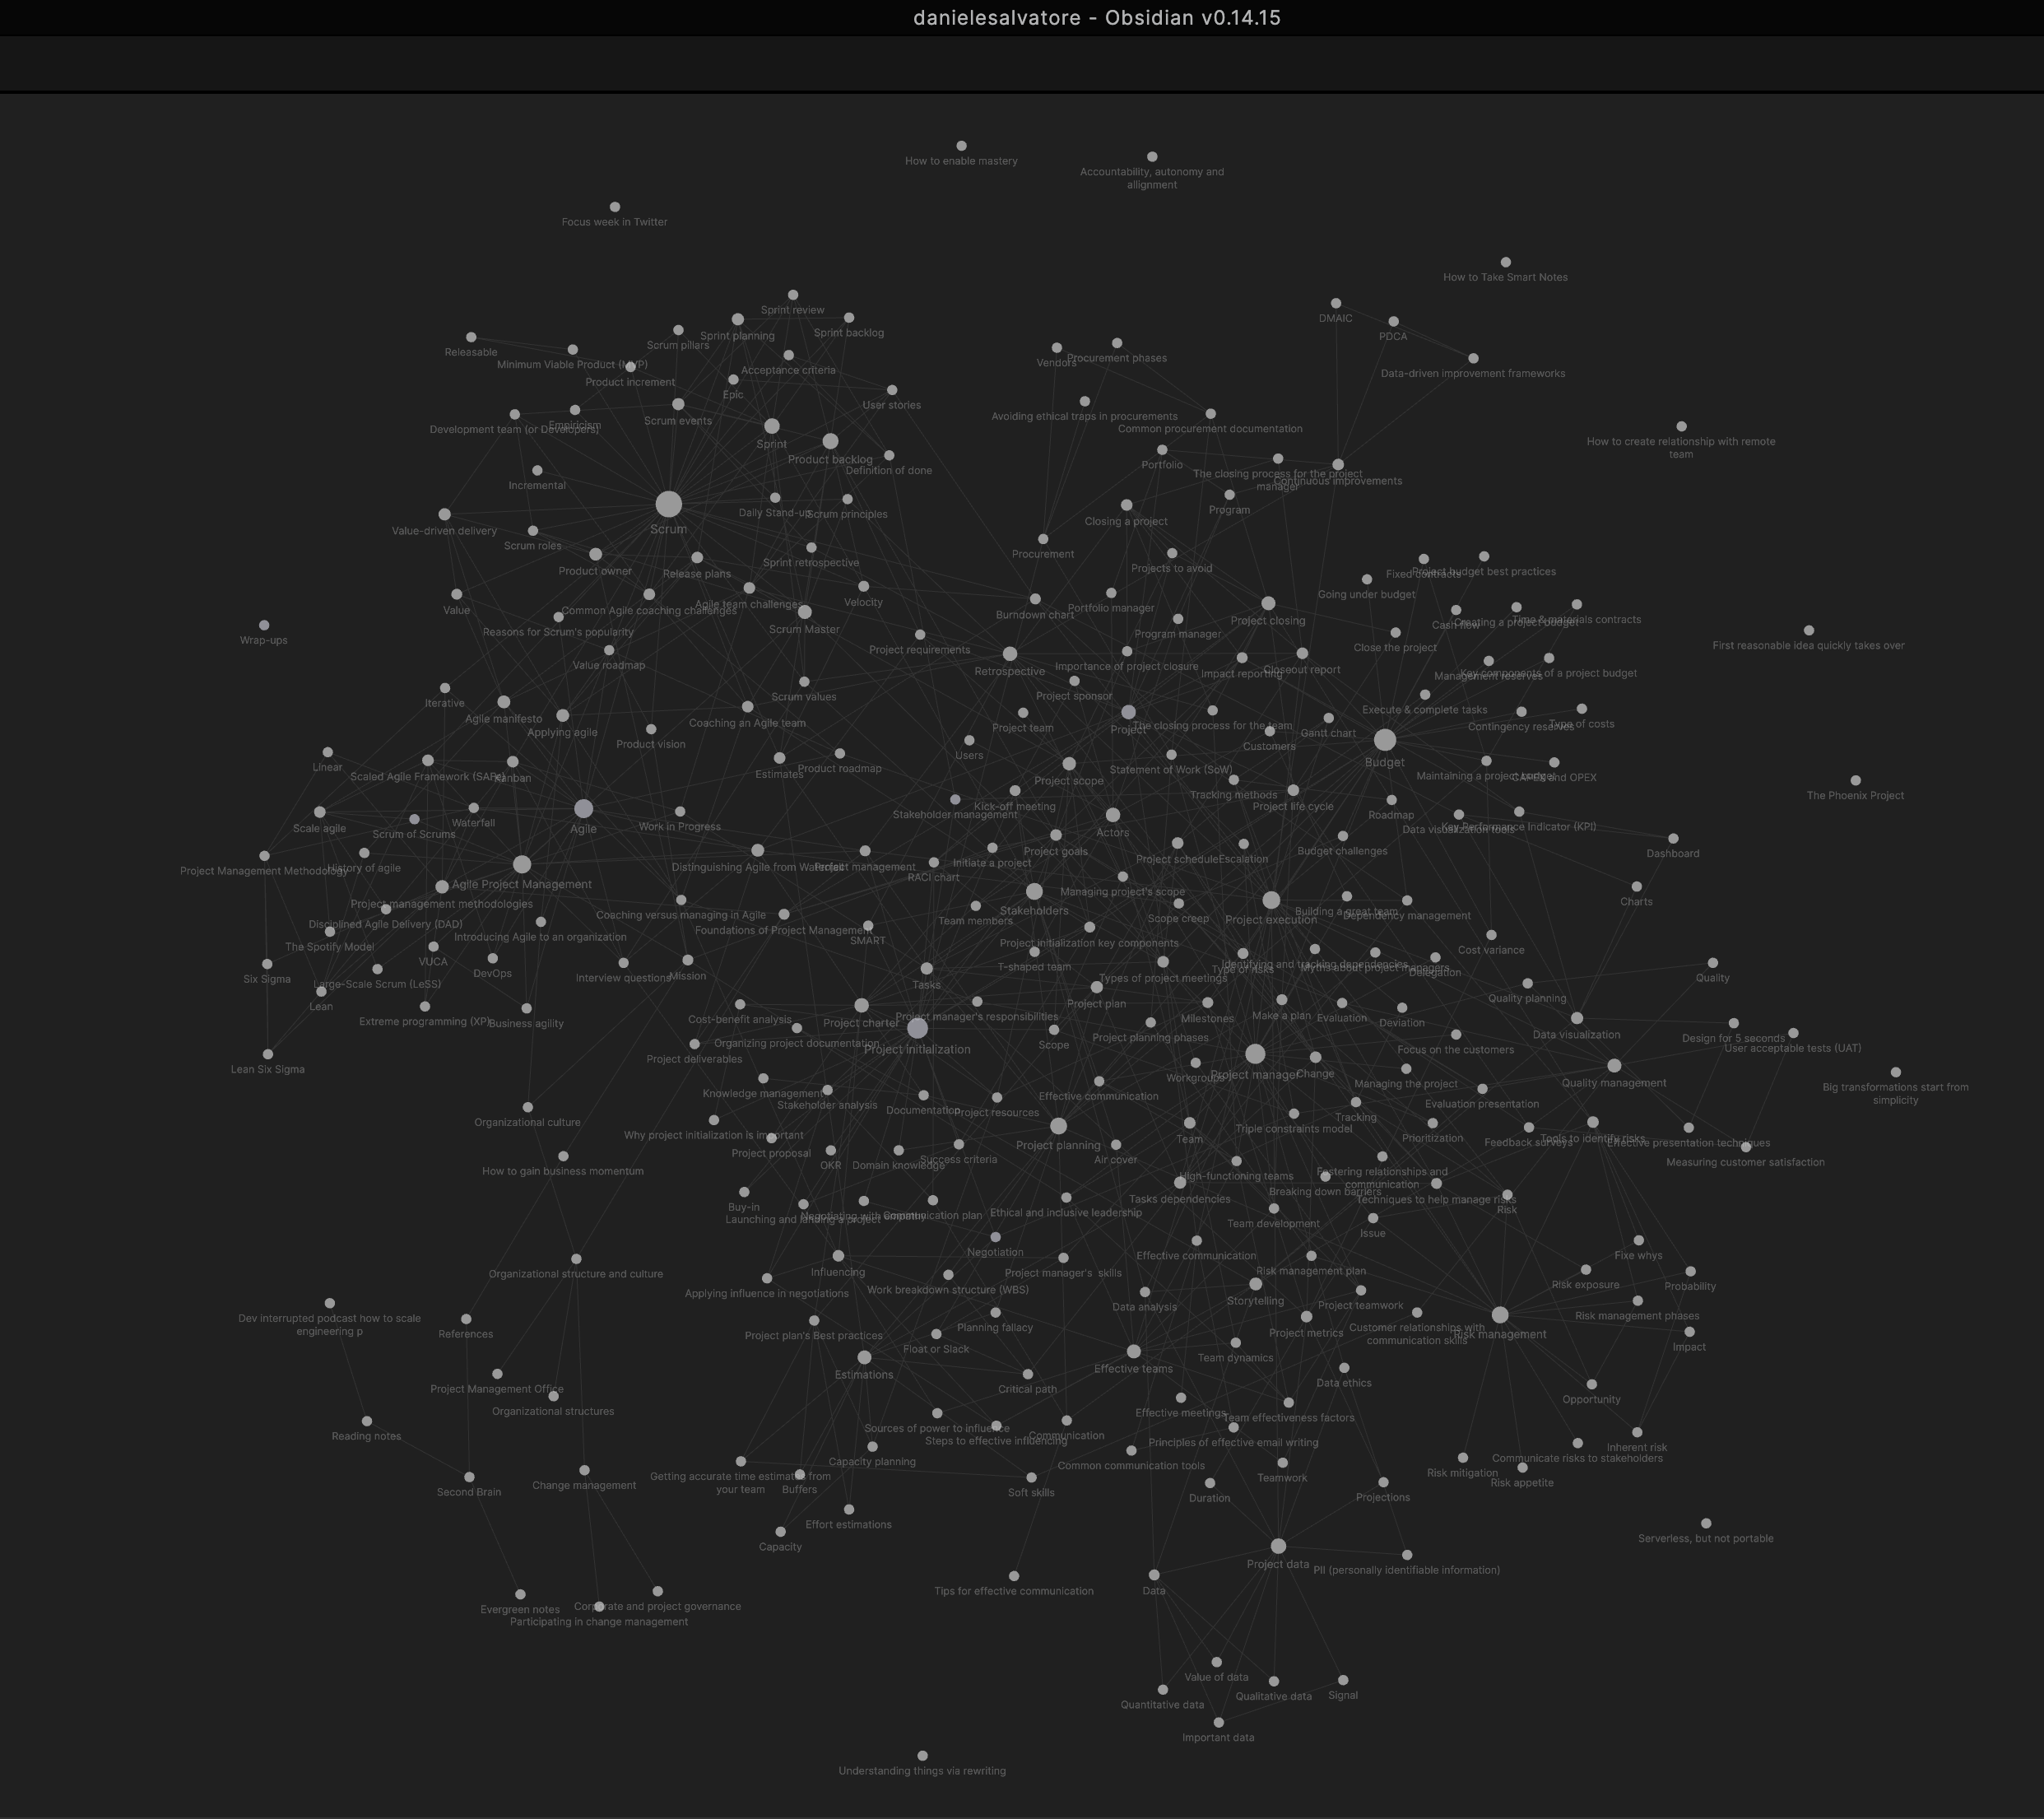 danielesalvatore - Obsidian v0.14.15
How to enable mastery
Accountability, autonomy and
allignment
Focus week in Twitter
How to Take Smart Notes
Sprint review
DMAIC
Sprint planning
Sprint backlog
PDCA
Scrum pillars
Releasable
Vendors
Procurement phases
Minimum Viable Product (MVP)
Acceptance criteria
Data-driven improvement frameworks
Product increment
Epic
User stories
Avoiding ethical traps in procurements
Scrum events
Empiricism
Development team (or Developers)
Common procurement documentation
Sprint
How to create relationship with remote
team
Product backlog
Portfolio
Definition of done
The closing process for the project
manager
Continuous improvements
Incremental
Program
Daily Stand-up
Scrum principles
Closing a project
Scrum
Value-driven delivery
Scrum roles
Procurement
Sprint retrospective
Product owner
Release plans
Projects to avoid
Fixed contracts
Project budget best practices
Going under budget
Agile team challenges
Velocity
Value
Common Agile coaching challenges
Burndown chart
Portfolio manager
Project closing
Cash flow
Creating a project budget
Time & materials contracts
Scrum Master
Reasons for Scrum's popularity
Program manager
Wrap-ups
Close the project
First reasonable idea quickly takes over
Project requirements
Value roadmap
Retrospective
Importance of project closure
Impact reporting
Closeout report
Management reserves
Key components of a project budget
Scrum values
Project sponsor
Iterative
Agile manifesto
Applying agile
Coaching an Agile team
Execute & complete tasks
Project team
Project
The closing process for the team
Contingency reserves
Type of costs
Product vision
Customers
Gantt chart
Users
Budget
Linear
Scaled Agile Framework (SAFe)
Kanban
Estimates
Product roadmap
Project scope
Statement of Work (SoW)
Maintaining a project budget
CAPEX and OPEX
Tracking methods
The Phoenix Project
Kick-off meeting
Project life cycle
Stakeholder management
Roadmap
Scale agile
Scrum of Scrums
Waterfall
Agile
Work in Progress
Actors
Data visualization tools
Key Performance Indicator (KPI)
Project goals
Budget challenges
Dashboard
Project Management Methodology
History of agile
Distinguishing Agile from Waterfall
Project management
RACI chart
Initiate a project
Project schedule
Escalation
Agile Project Management
Managing project's scope
Project management methodologies
Charts
Stakeholders
Disciplined Agile Delivery (DAD)
Coaching versus managing in Agile
Foundations of Project Management
Team members
Scope creep
Project execution
Building a great team
Dependency management
The Spotify Model
Introducing Agile to an organization
SMART
Project initialization key components
Cost variance
VUCA
DevOps
Interview questions
Mission
T-shaped team
Types of project meetings
Type of risks
Identifying and tracking dependencies
Myths about project managers
Delegation
Six Sigma
Large-Scale Scrum (LeSS)
Tasks
Quality
Lean
Extreme programming (XP)
Business agility
Cost-benefit analysis
Project charter
Project manager's responsibilities
Project plan
Milestones
Make a plan
Evaluation
Deviation
Quality planning
Organizing project documentation
Project initialization
Scope
Project planning phases
Data visualization
Design for 5 seconds
User acceptable tests (UAT)
Project deliverables
Focus on the customers
Lean Six Sigma
Workgroups
Project manager
Change
Managing the project
Quality management
Big transformations start from
simplicity
Knowledge management
Stakeholder analysis
Documentation
Project resources
Effective communication
Evaluation presentation
Organizational culture
Tracking
Why project initialization is important
Triple constraints model
Project proposal
Project planning
Team
Prioritization
Feedback surveys
Tools to identify risks
Effective presentation techniques
How to gain business momentum
OKR
Domain knowledge
Success criteria
Air cover
Measuring customer satisfaction
High-functioning teams
Fostering relationships and
communication
Breaking down barriers
Techniques to help manage risks
Buy-in
Launching and landing a project
Negotiating with empathy
Communication plan
Ethical and inclusive leadership
Tasks dependencies
Risk
Team development
Issue
Negotiation
Effective communication
Fixe whys
Organizational structure and culture
Influencing
Project manager's skills
Risk management plan
Risk exposure
Probability
Applying influence in negotiations
Work breakdown structure (WBS)
Data analysis
Storytelling
Project teamwork
Dev interrupted podcast how to scale
engineering p
Risk management phases
References
Project plan's Best practices
Planning fallacy
Project metrics
Customer relationships with
communication skills
Risk management
Float or Slack
Impact
Team dynamics
Estimations
Effective teams
Project Management Office
Critical path
Data ethics
Organizational structures
Opportunity
Effective meetings
Team effectiveness factors
Reading notes
Sources of power to influence
Steps to effective influencing
Communication
Principles of effective email writing
Inherent risk
Capacity planning
Common communication tools
Communicate risks to stakeholders
Second Brain
Change management
Getting accurate time estimates from
your team
Buffers
Soft skills
Teamwork
Risk mitigation
Risk appetite
Duration
Projections
Effort estimations
Serverless, but not portable
Capacity
Project data
PII (personally identifiable information)
Tips for effective communication
Data
Evergreen notes
Corporate and project governance
Participating in change management
Value of data
Quantitative data
Qualitative data
Signal
Important data
Understanding things via rewriting